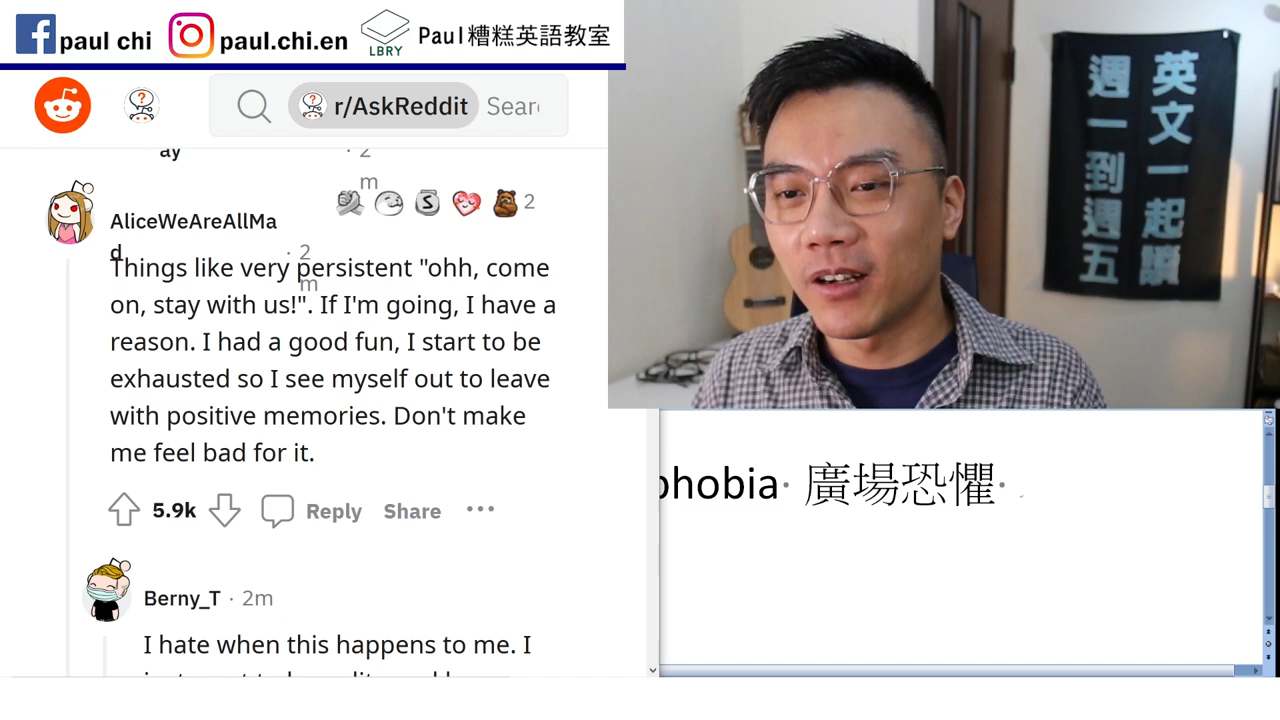 paul chi
paul.chi.en
LBRY
Paul糟糕英語教室
r/AskReddit
ay
· 2
m
2
AliceWeAreAllMa
d
· 2
m
Things like very persistent "ohh, come
on, stay with us!". If I'm going, I have a
reason. I had a good fun, I start to be
exhausted so I see myself out to leave
with positive memories. Don't make
me feel bad for it.
5.9k
Reply
Share
Berny_T · 2m
I hate when this happens to me. I
英文一起讀
週一到週五
phobia 廣場恐懼